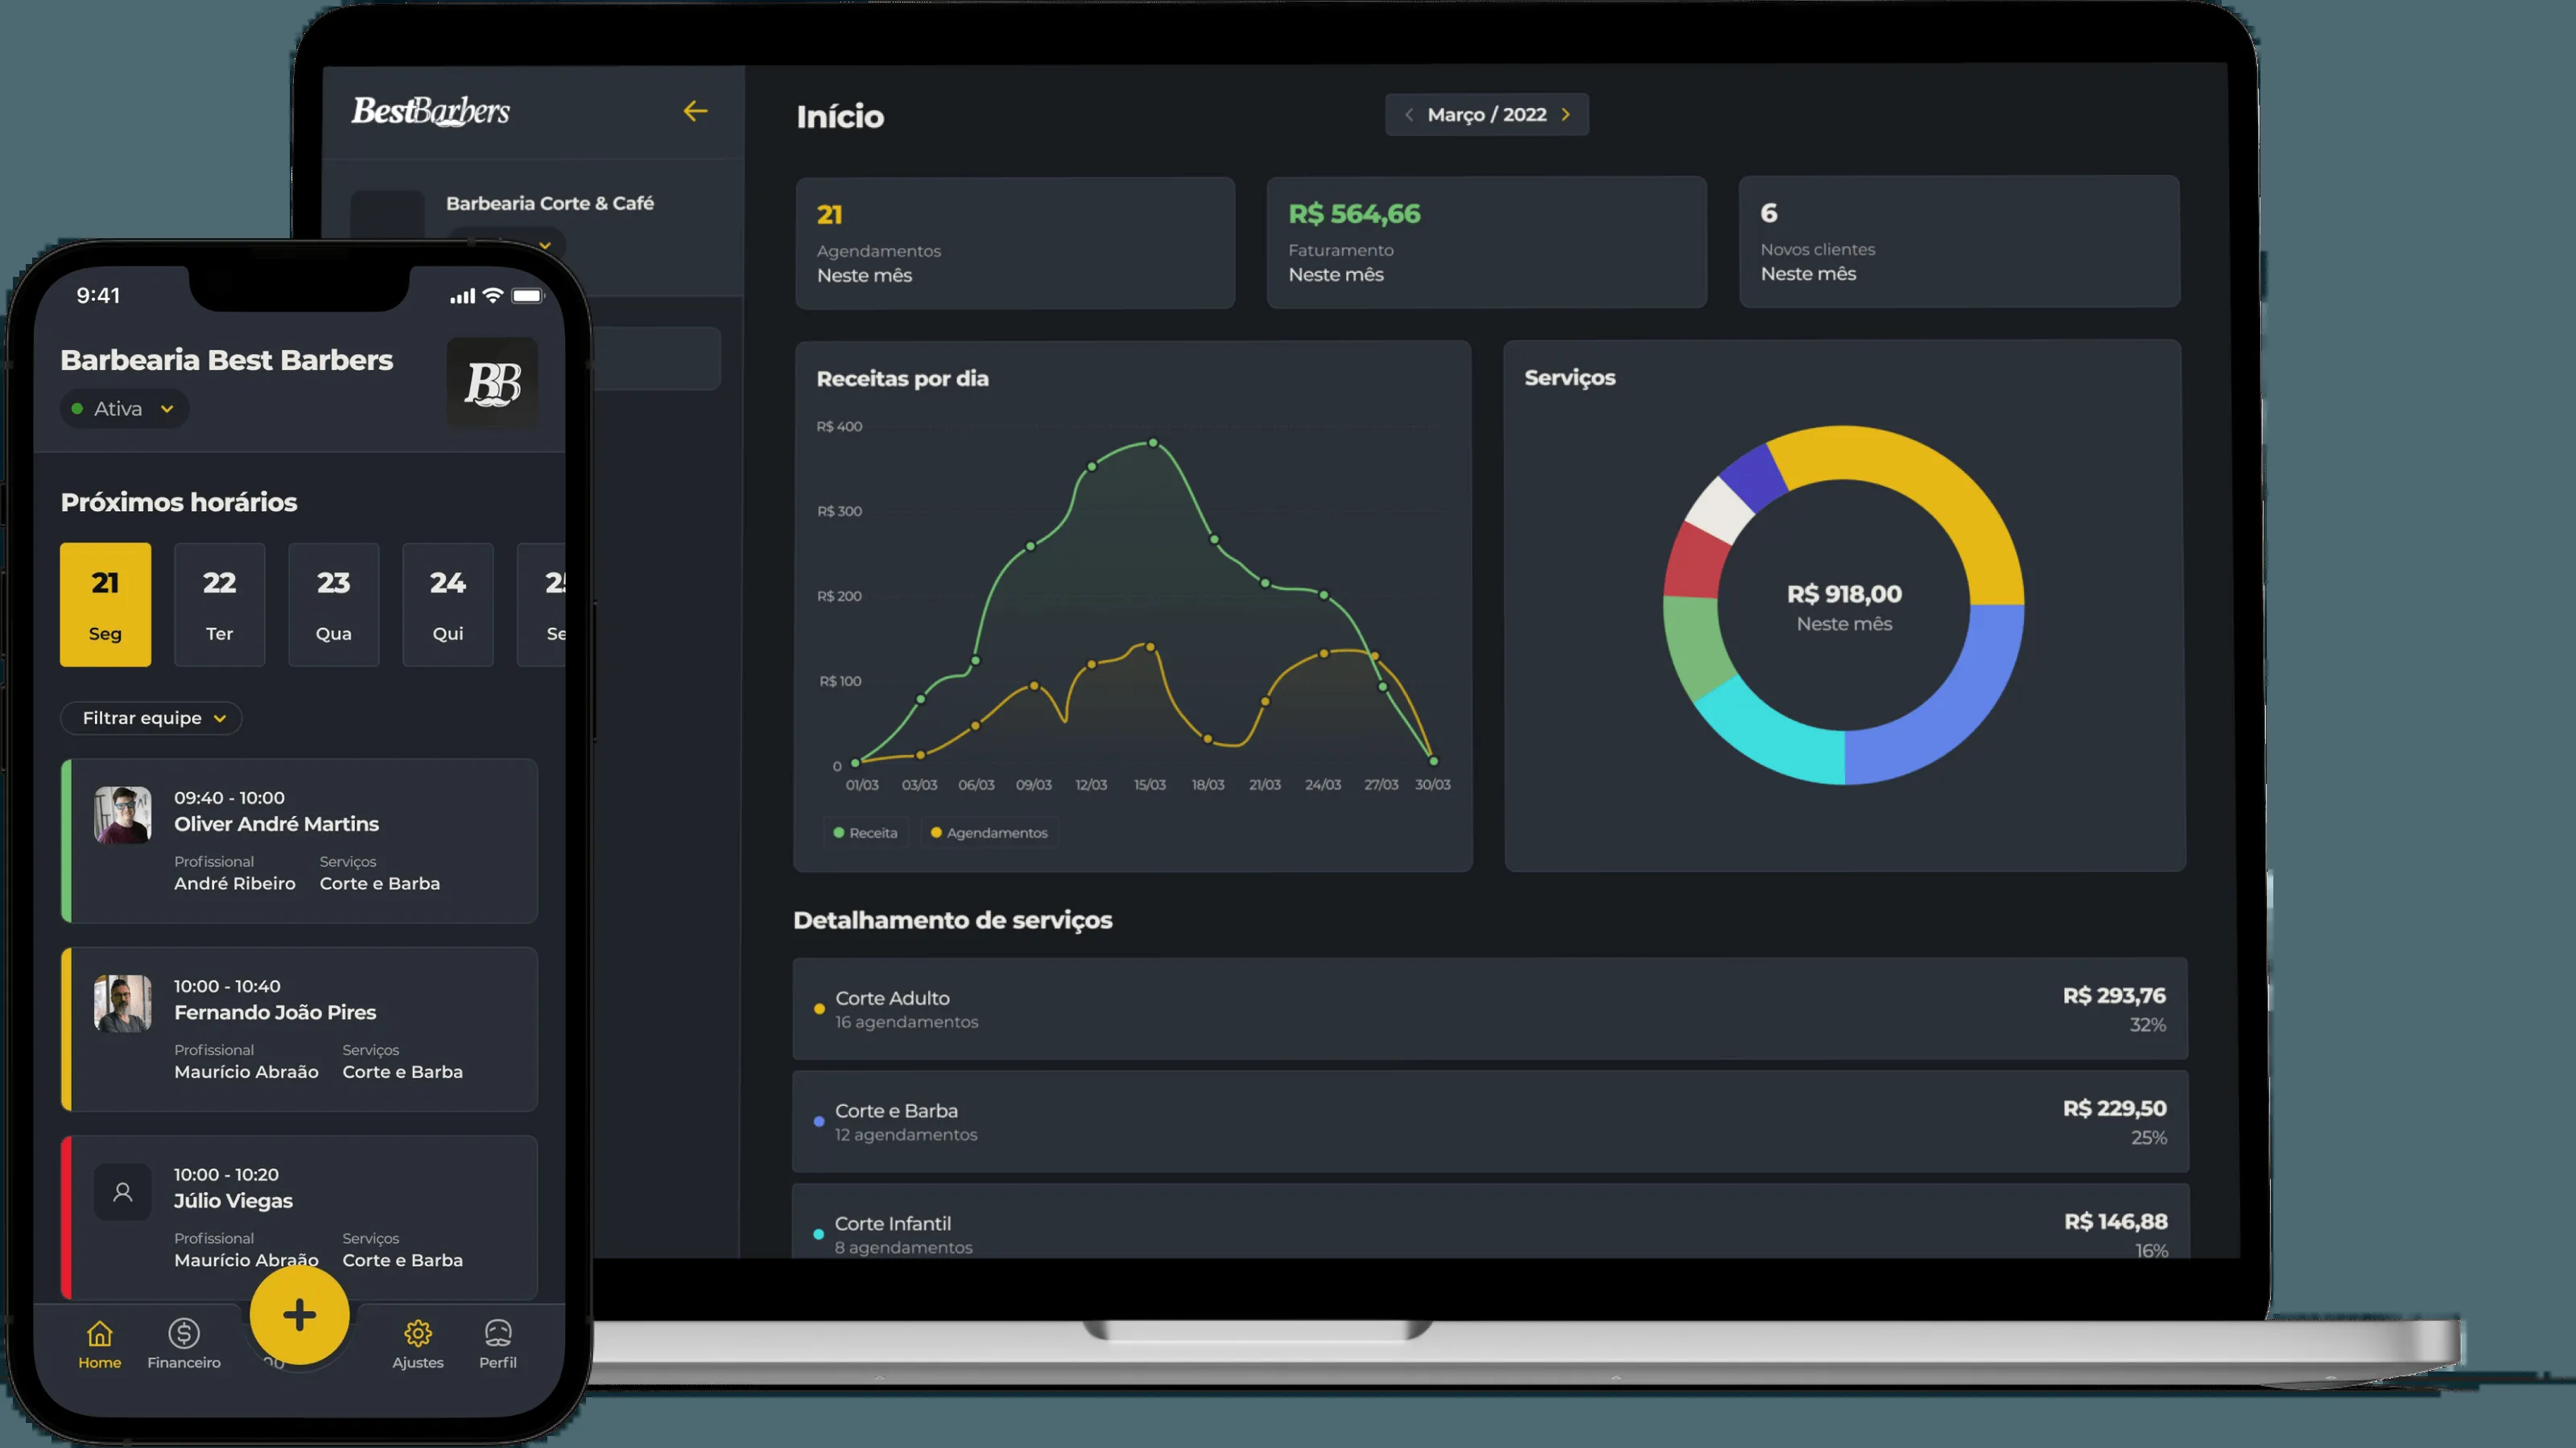 BestBarbers
Barbearia Corte & Café
Início
Março / 2022
21
Agendamentos
Neste mês
R$ 564,66
Faturamento
Neste mês
6
Novos clientes
Neste mês
Receitas por dia
R$ 400
R$ 300
R$ 200
R$ 100
0
01/03 03/03 06/03 09/03 12/03 15/03 18/03 21/03 24/03 27/03 30/03
Receita Agendamentos
Serviços
R$ 918,00
Neste mês
Detalhamento de serviços
Corte Adulto
16 agendamentos
R$ 293,76
32%
Corte e Barba
12 agendamentos
R$ 229,50
25%
Corte Infantil
8 agendamentos
R$ 146,88
16%
9:41
Barbearia Best Barbers
BB
Ativa
Próximos horários
21 22 23 24
Seg Ter Qua Qui
Filtrar equipe
09:40 - 10:00
Oliver André Martins
Profissional Serviços
André Ribeiro Corte e Barba
10:00 - 10:40
Fernando João Pires
Profissional Serviços
Maurício Abraão Corte e Barba
10:00 - 10:20
Júlio Viegas
Profissional Serviços
Maurício Abraão Corte e Barba
Home Financeiro Ajustes Perfil